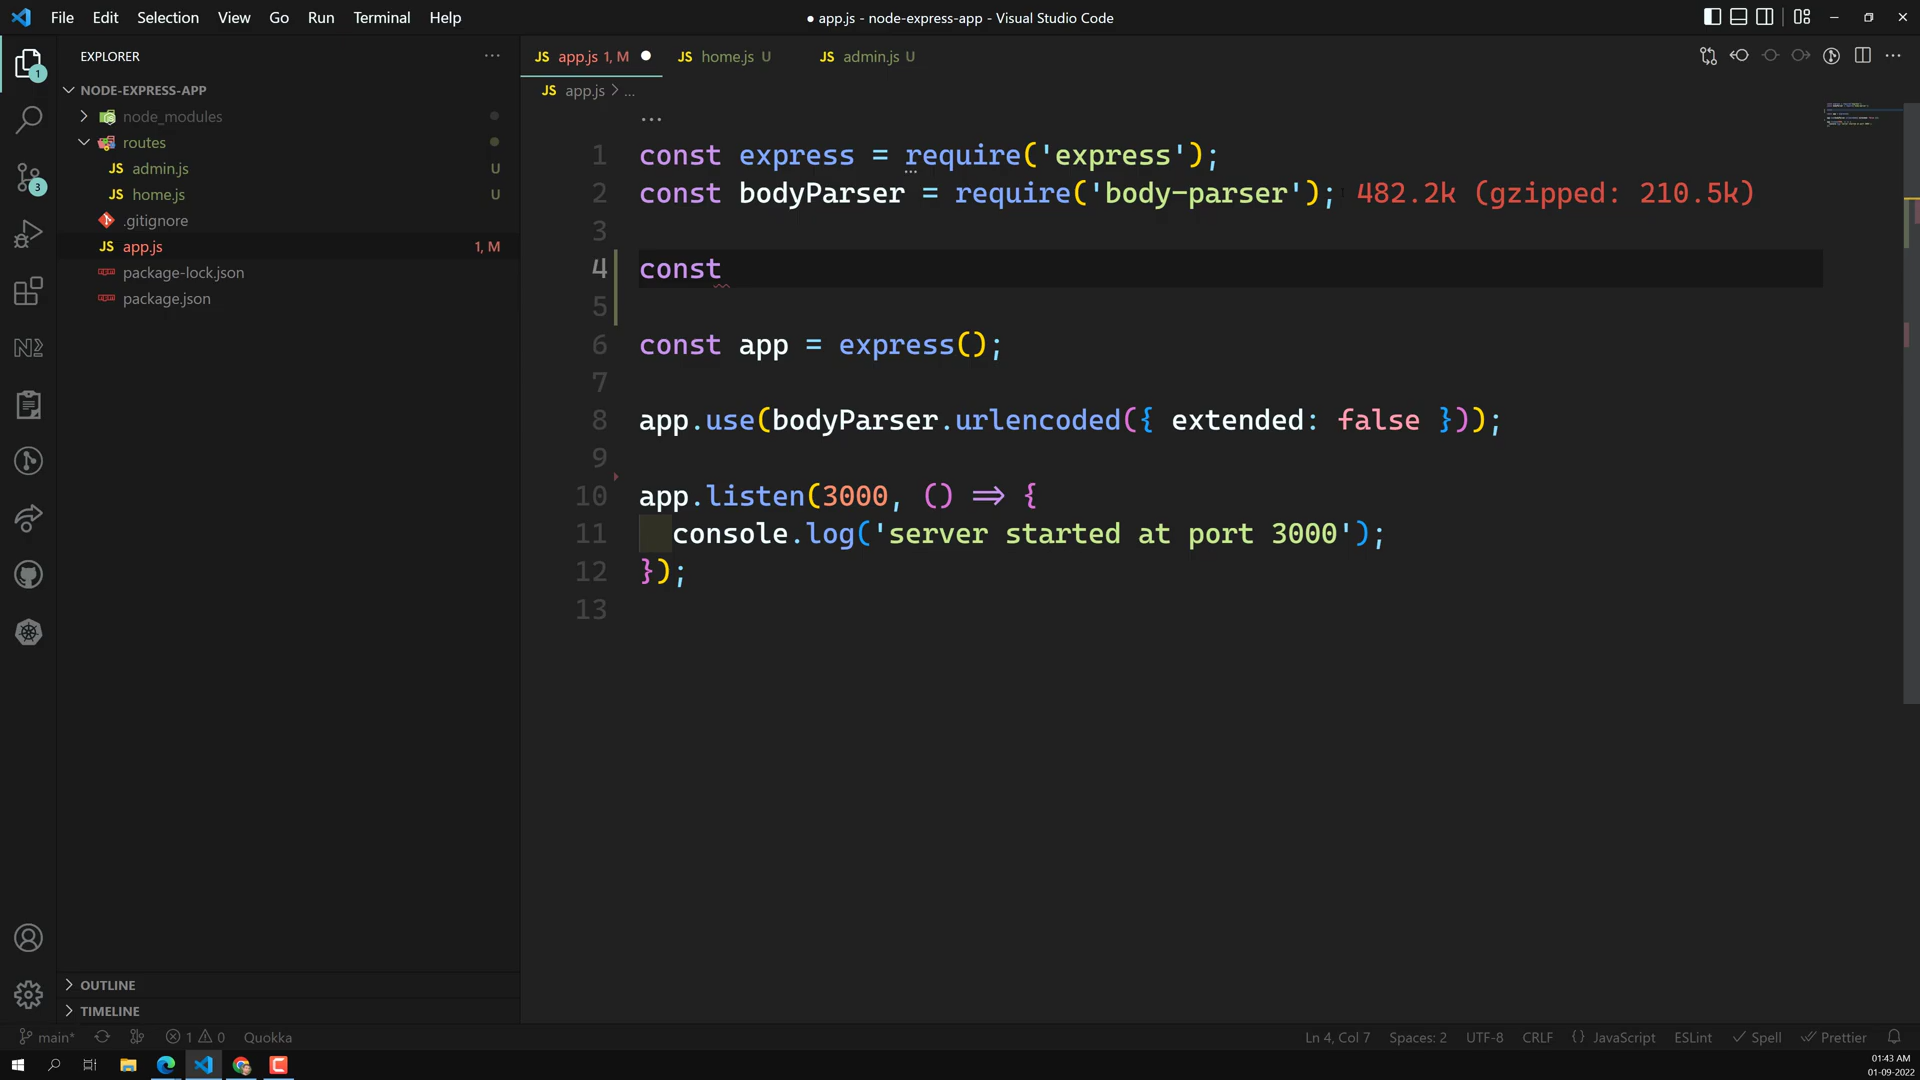 File Edit Selection View Go Run Terminal Help
● app.js - node-express-app - Visual Studio Code
EXPLORER ...
NODE-EXPRESS-APP
node_modules
routes
JS admin.js U
JS home.js U
.gitignore
JS app.js 1, M
package-lock.json
package.json
OUTLINE
TIMELINE
1
3
JS app.js 1, M
JS home.js U
JS admin.js U
JS app.js > ...
...
1 const express = require('express');
2 const bodyParser = require('body-parser'); 482.2k (gzipped: 210.5k)
3
4 const
5
6 const app = express();
7
8 app.use(bodyParser.urlencoded({ extended: false }));
9
10 app.listen(3000, () => {
11 console.log('server started at port 3000');
12 });
13
main* 1 0 Quokka
Ln 4, Col 7 Spaces: 2 UTF-8 CRLF {} JavaScript ESLint Spell Prettier
01:43 AM
01-09-2022